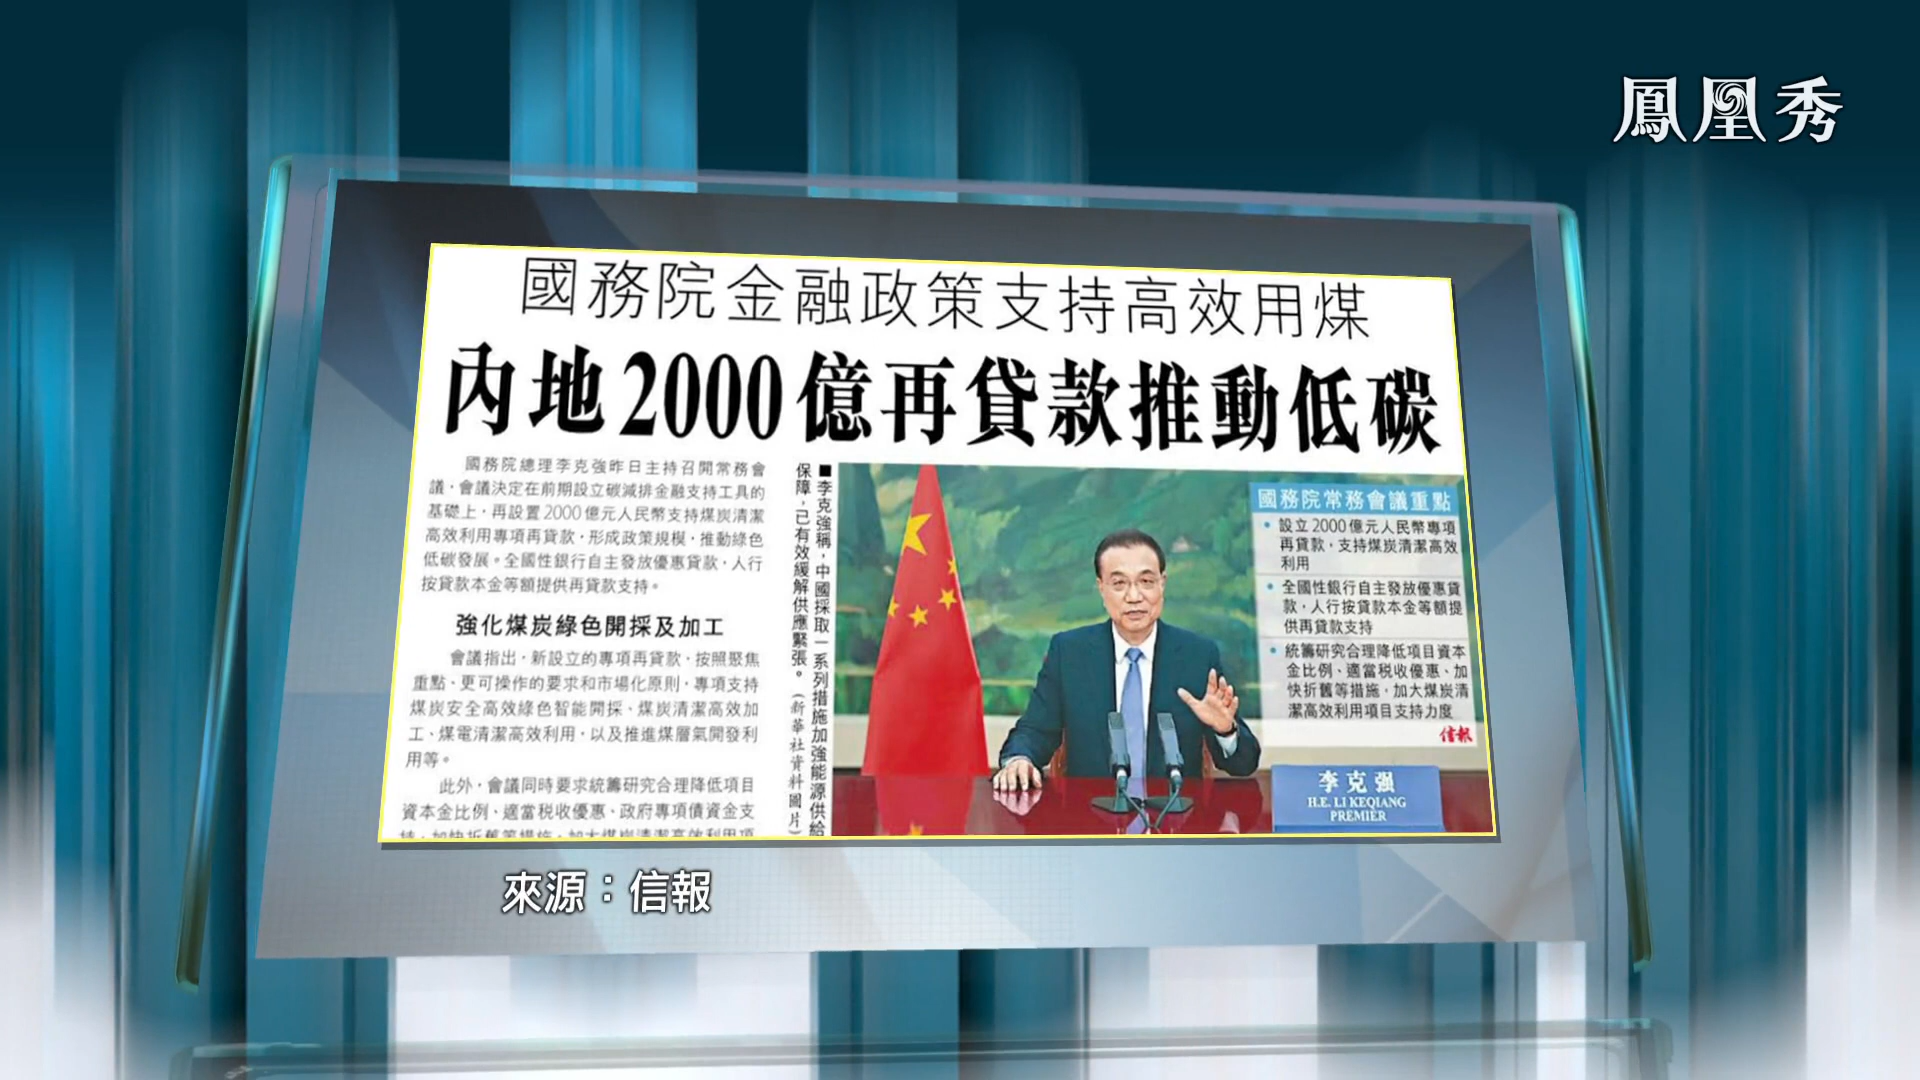 鳳凰秀
國務院金融政策支持高效用煤
內地2000億再貸款推動低碳
國務院總理李克強昨日主持召開常務會
議，會議決定在前期設立碳減排金融支持工具的
基礎上，再設置2000億元人民幣支持煤炭清潔
高效利用專項再貸款，形成政策規模，推動綠色
低碳發展。全國性銀行自主發放優惠貸款，人行
按貸款本金等額提供再貸款支持。
強化煤炭綠色開採及加工
會議指出，新設立的專項再貸款，按照聚焦
重點、更可操作的要求和市場化原則，專項支持
煤炭安全高效綠色智能開採、煤炭清潔高效加
工、煤電清潔高效利用，以及推進煤層氣開發利
用等。
此外，會議同時要求統籌研究合理降低項目
資本金比例、適當稅收優惠、政府專項債資金支
持、加快折舊等措施，加大煤炭清潔高效利用項
■李克強稱，中國採取一系列措施加強能源供給
保障，已有效緩解供應緊張。（新華社資料圖片）
國務院常務會議重點
• 設立2000億元人民幣專項
再貸款，支持煤炭清潔高效
利用
• 全國性銀行自主發放優惠貸
款，人行按貸款本金等額提
供再貸款支持
• 統籌研究合理降低項目資本
金比例、適當稅收優惠、加
快折舊等措施，加大煤炭清
潔高效利用項目支持力度
信報
李克强
H.E. LI KEQIANG
PREMIER
來源：信報